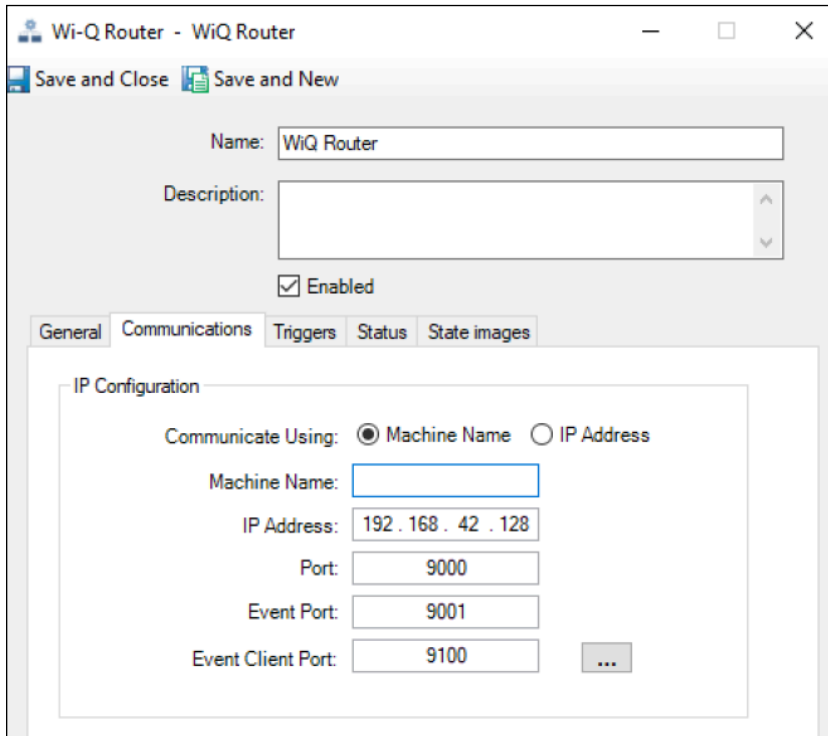 Wi-Q Router - WiQ Router
Save and Close Save and New
Name: WiQ Router
Description:
Enabled
General Communications Triggers Status State images
IP Configuration
Communicate Using: Machine Name IP Address
Machine Name:
IP Address: 192 . 168 . 42 . 128
Port: 9000
Event Port: 9001
Event Client Port: 9100 ...